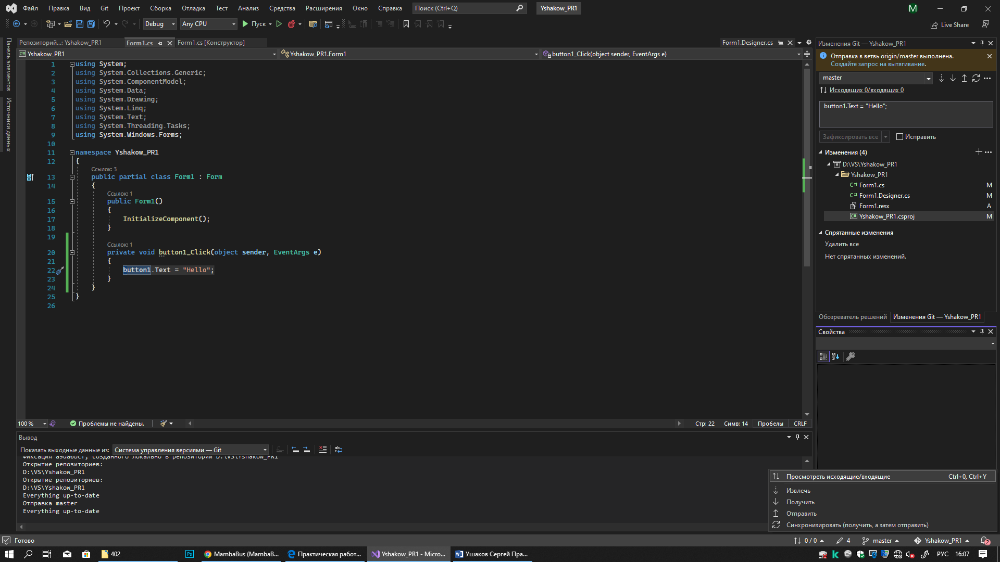 Файл Правка Вид Git Проект Сборка Отладка Тест Анализ Средства Расширения Окно Справка Поиск (Ctrl+Q) Yshakow_PR1 M
Debug Any CPU Пуск Live Share
Панель элементов
Источники данных
Репозиторий...: Yshakow_PR1 Form1.cs Form1.cs [Конструктор] Form1.Designer.cs
Yshakow_PR1 Yshakow_PR1.Form1 button1_Click(object sender, EventArgs e)
1 using System;
2 using System.Collections.Generic;
3 using System.ComponentModel;
4 using System.Data;
5 using System.Drawing;
6 using System.Linq;
7 using System.Text;
8 using System.Threading.Tasks;
9 using System.Windows.Forms;
10
11 namespace Yshakow_PR1
12 {
Ссылок: 3
13 public partial class Form1 : Form
14 {
Ссылок: 1
15 public Form1()
16 {
17 InitializeComponent();
18 }
19
Ссылок: 1
20 private void button1_Click(object sender, EventArgs e)
21 {
22 button1.Text = "Hello";
23 }
24 }
25 }
26
100 % Проблемы не найдены. Стр: 22 Симв: 14 Пробелы CRLF
Изменения Git — Yshakow_PR1
Отправка в ветвь origin/master выполнена.
Создайте запрос на вытягивание.
master
Исходящих 0/входящих 0
button1.Text = "Hello";
Зафиксировать все Исправить
Изменения (4)
D:\VS\Yshakow_PR1
Yshakow_PR1
Form1.cs M
Form1.Designer.cs M
Form1.resx A
Yshakow_PR1.csproj M
Спрятанные изменения
Удалить все
Нет спрятанных изменений.
Обозреватель решений Изменения Git — Yshakow_PR1
Свойства
Вывод
Показать выходные данные из: Система управления версиями — Git
созданного локально в репозитории D:\VS\Yshakow_PR1
Открытие репозиториев:
D:\VS\Yshakow_PR1
Открытие репозиториев:
D:\VS\Yshakow_PR1
Everything up-to-date
Отправка master
Everything up-to-date
Просмотреть исходящие/входящие Ctrl+0, Ctrl+Y
Извлечь
Получить
Отправить
Синхронизировать (получить, а затем отправить)
Готово 0 / 0 4 master Yshakow_PR1 2
402 Ps MambaBus (MambaB... Практическая работ... Yshakow_PR1 - Micro... Ушаков Сергей Пра... РУС 16:07